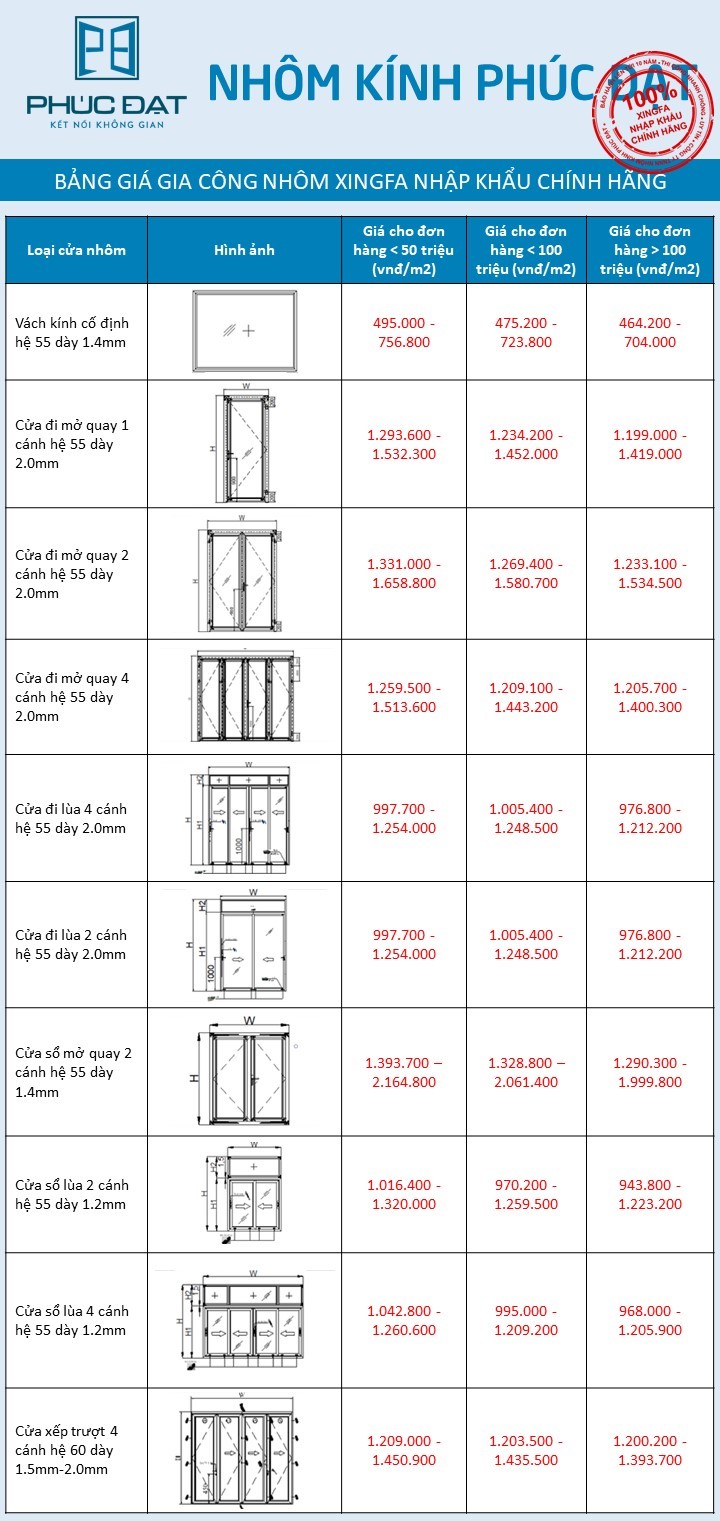 PHÚC ĐẠT
KẾT NỐI KHÔNG GIAN
NHÔM KÍNH PHÚC ĐẠT
100%
XINGFA
NHẬP KHẨU
CHÍNH HÃNG
BẢNG GIÁ GIA CÔNG NHÔM XINGFA NHẬP KHẨU CHÍNH HÃNG
Loại cửa nhôm
Hình ảnh
Giá cho đơn
hàng < 50 triệu
(vnđ/m2)
Giá cho đơn
hàng < 100
triệu (vnđ/m2)
Giá cho đơn
hàng > 100
triệu (vnđ/m2)
Vách kính cố định
hệ 55 dày 1.4mm
495.000 -
756.800
475.200 -
723.800
464.200 -
704.000
Cửa đi mở quay 1
cánh hệ 55 dày
2.0mm
W
H
1.293.600 -
1.532.300
1.234.200 -
1.452.000
1.199.000 -
1.419.000
Cửa đi mở quay 2
cánh hệ 55 dày
2.0mm
W
H
1.331.000 -
1.658.800
1.269.400 -
1.580.700
1.233.100 -
1.534.500
Cửa đi mở quay 4
cánh hệ 55 dày
2.0mm
1.259.500 -
1.513.600
1.209.100 -
1.443.200
1.205.700 -
1.400.300
Cửa đi lùa 4 cánh
hệ 55 dày 2.0mm
W
H2
H
H1
1000
997.700 -
1.254.000
1.005.400 -
1.248.500
976.800 -
1.212.200
Cửa đi lùa 2 cánh
hệ 55 dày 2.0mm
W
H2
H
H1
1000
997.700 -
1.254.000
1.005.400 -
1.248.500
976.800 -
1.212.200
Cửa sổ mở quay 2
cánh hệ 55 dày
1.4mm
W
H
1.393.700 –
2.164.800
1.328.800 –
2.061.400
1.290.300 -
1.999.800
Cửa sổ lùa 2 cánh
hệ 55 dày 1.2mm
W
H2
H
H1
1.016.400 -
1.320.000
970.200 -
1.259.500
943.800 -
1.223.200
Cửa sổ lùa 4 cánh
hệ 55 dày 1.2mm
W
H2
H
H1
1.042.800 -
1.260.600
995.000 -
1.209.200
968.000 -
1.205.900
Cửa xếp trượt 4
cánh hệ 60 dày
1.5mm-2.0mm
W
1.209.000 -
1.450.900
1.203.500 -
1.435.500
1.200.200 -
1.393.700